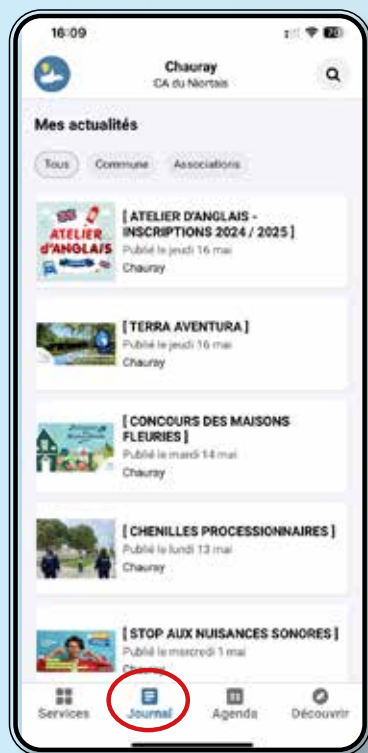 16:09
70
Chauray
CA du Niortais
Mes actualités
Tous
Commune
Associations
ATELIER
d'ANGLAIS
[ ATELIER D'ANGLAIS -
INSCRIPTIONS 2024 / 2025 ]
Publié le jeudi 16 mai
Chauray
[ TERRA AVENTURA ]
Publié le jeudi 16 mai
Chauray
[ CONCOURS DES MAISONS
FLEURIES ]
Publié le mardi 14 mai
Chauray
[ CHENILLES PROCESSIONNAIRES ]
Publié le lundi 13 mai
Chauray
[ STOP AUX NUISANCES SONORES ]
Publié le mercredi 1 mai
Chauray
Services
Journal
Agenda
Découvrir